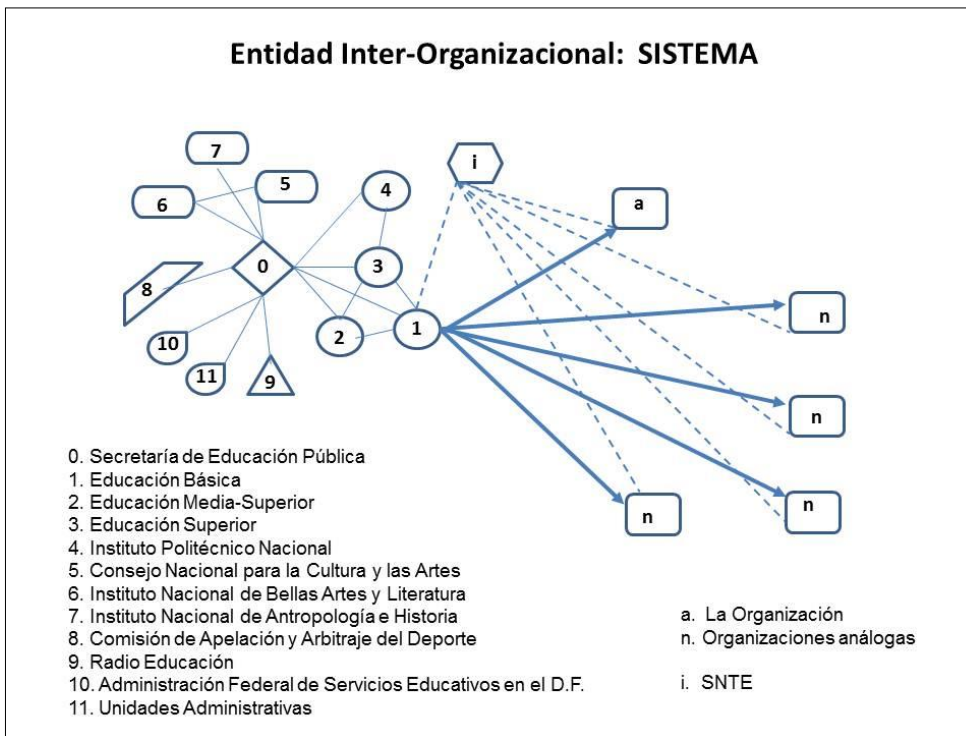 Entidad Inter-Organizacional: SISTEMA
7
i
5
4
6
a
0
3
8
n
1
10
2
11
9
n
n
n
0. Secretaría de Educación Pública
1. Educación Básica
2. Educación Media-Superior
3. Educación Superior
4. Instituto Politécnico Nacional
5. Consejo Nacional para la Cultura y las Artes
6. Instituto Nacional de Bellas Artes y Literatura
7. Instituto Nacional de Antropología e Historia
8. Comisión de Apelación y Arbitraje del Deporte
9. Radio Educación
10. Administración Federal de Servicios Educativos en el D.F.
11. Unidades Administrativas
a. La Organización
n. Organizaciones análogas
i. SNTE